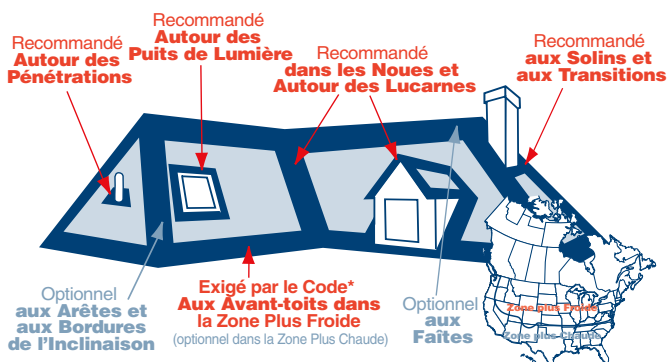 Recommandé
Autour des
Pénétrations
Recommandé
Autour des
Puits de Lumière
Recommandé
dans les Noues et
Autour des Lucarnes
Recommandé
aux Solins et
aux Transitions
Optionnel
aux Arêtes et
aux Bordures
de l'Inclinaison
Exigé par le Code*
Aux Avant-toits dans
la Zone Plus Froide
(optionnel dans la Zone Plus Chaude)
Optionnel
aux
Faîtes
Zone plus Froide
Zone plus Chaude